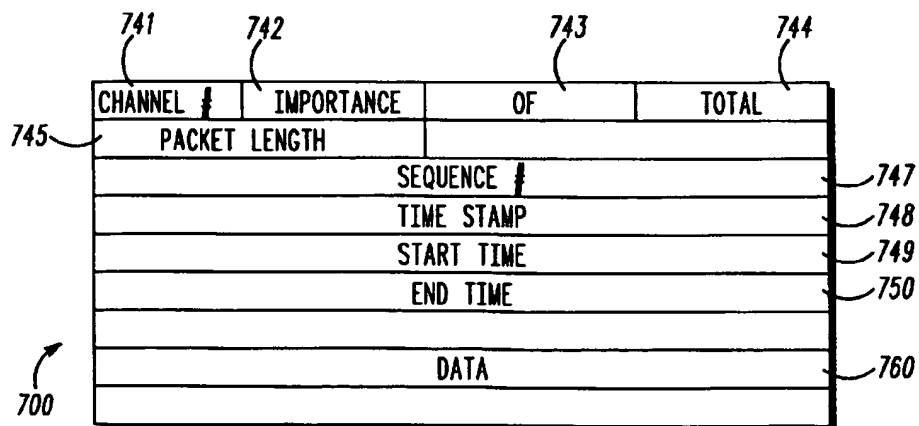 741 742 743 744
CHANNEL # IMPORTANCE OF TOTAL
745 PACKET LENGTH
SEQUENCE # 747
TIME STAMP 748
START TIME 749
END TIME 750
DATA 760
700